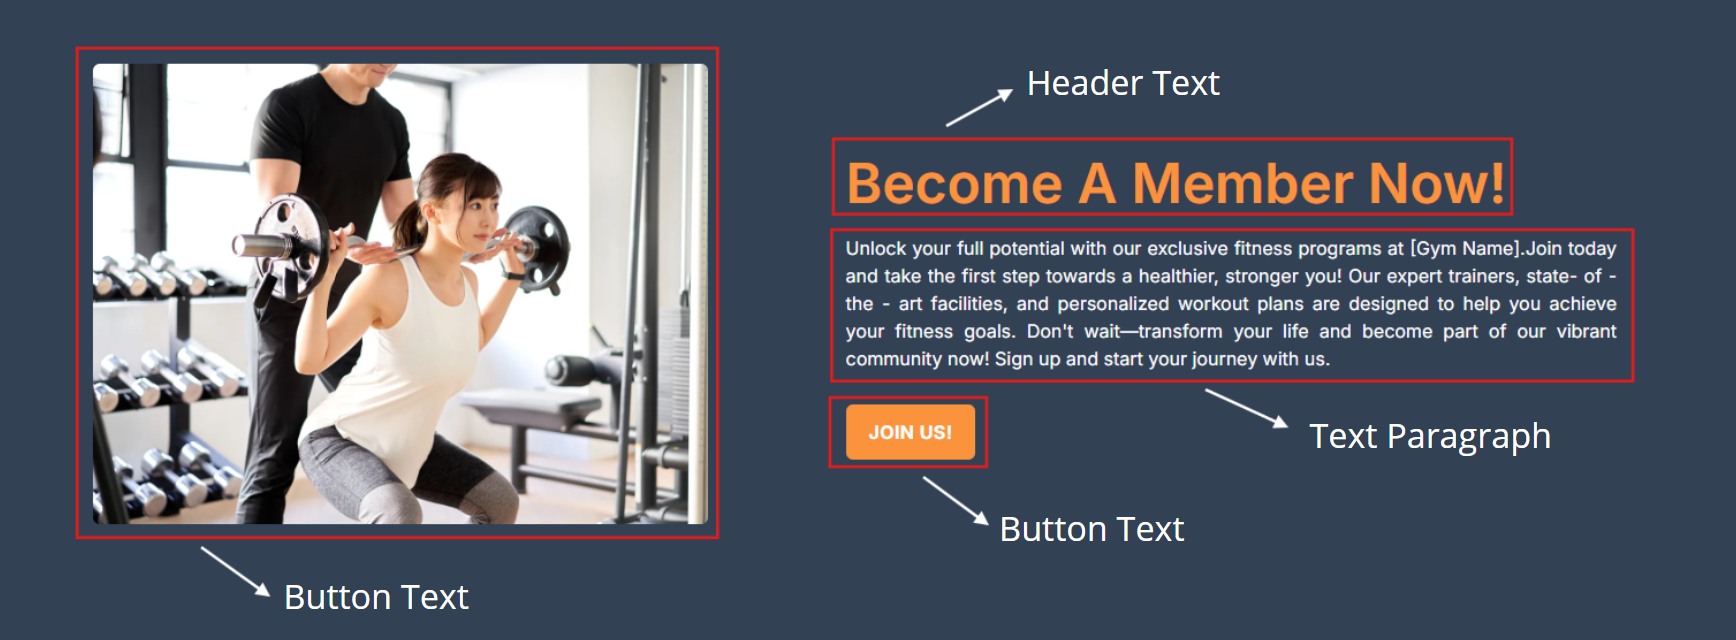 Header Text
Become A Member Now!
Unlock your full potential with our exclusive fitness programs at [Gym Name].Join today
and take the first step towards a healthier, stronger you! Our expert trainers, state- of -
the - art facilities, and personalized workout plans are designed to help you achieve
your fitness goals. Don't wait—transform your life and become part of our vibrant
community now! Sign up and start your journey with us.
JOIN US!
Text Paragraph
Button Text
Button Text